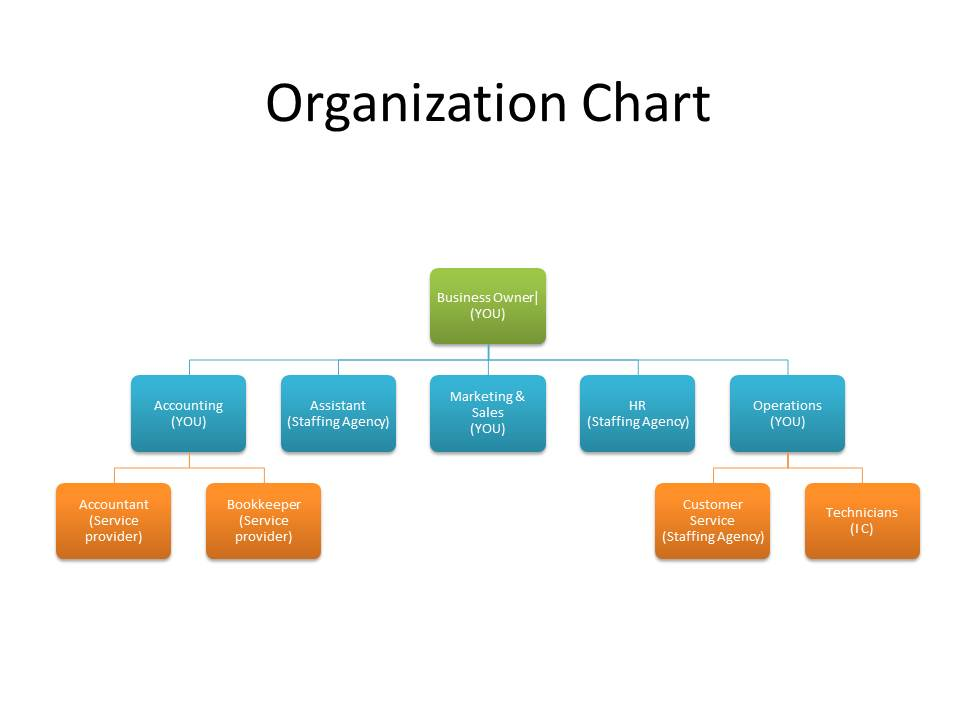 Organization Chart
Business Owner|
(YOU)
Accounting
(YOU)
Assistant
(Staffing Agency)
Marketing &
Sales
(YOU)
HR
(Staffing Agency)
Operations
(YOU)
Accountant
(Service
provider)
Bookkeeper
(Service
provider)
Customer
Service
(Staffing Agency)
Technicians
(I C)